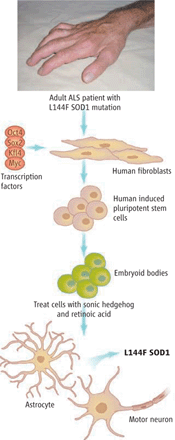 Adult ALS patient with
L144F SOD1 mutation
Oct4
Sox2
Klf4
Myc
Transcription
factors
Human fibroblasts
Human induced
pluripotent stem
cells
Embryoid bodies
Treat cells with sonic hedgehog
and retinoic acid
L144F SOD1
Astrocyte
Motor neuron